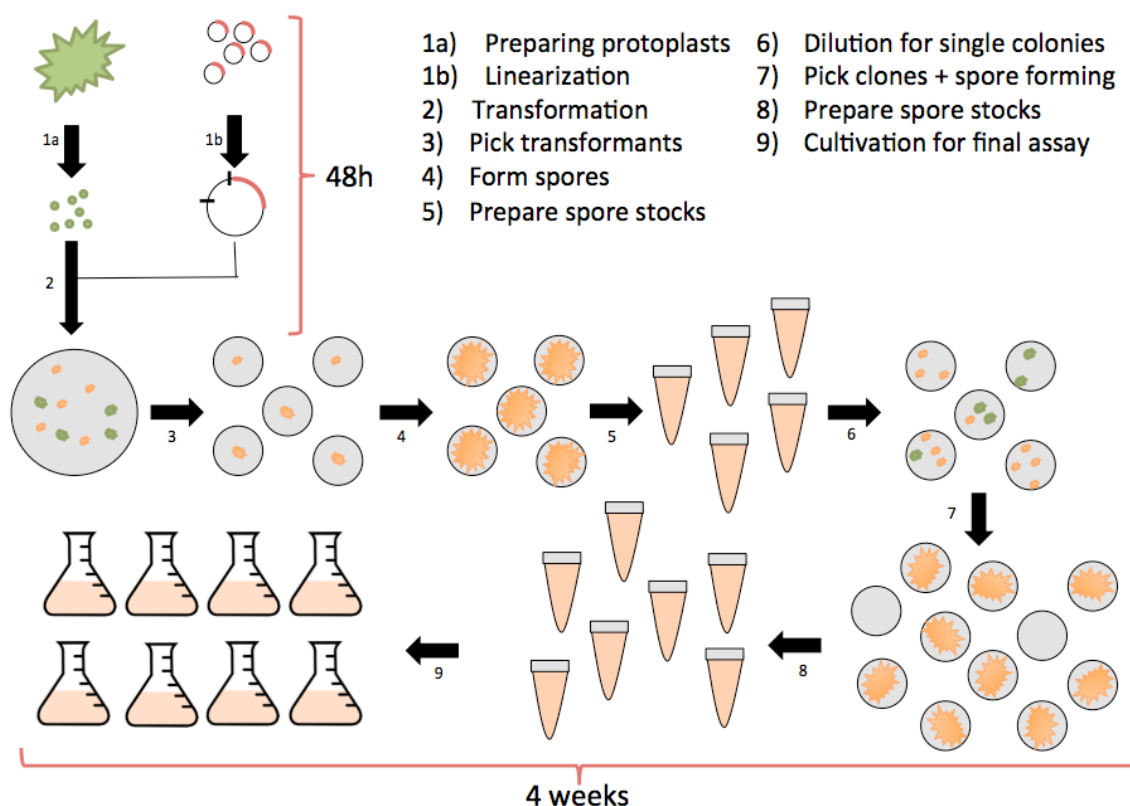 1a) Preparing protoplasts
1b) Linearization
2) Transformation
3) Pick transformants
4) Form spores
5) Prepare spore stocks
6) Dilution for single colonies
7) Pick clones + spore forming
8) Prepare spore stocks
9) Cultivation for final assay
1a
1b
48h
2
3
4
5
6
7
8
9
4 weeks